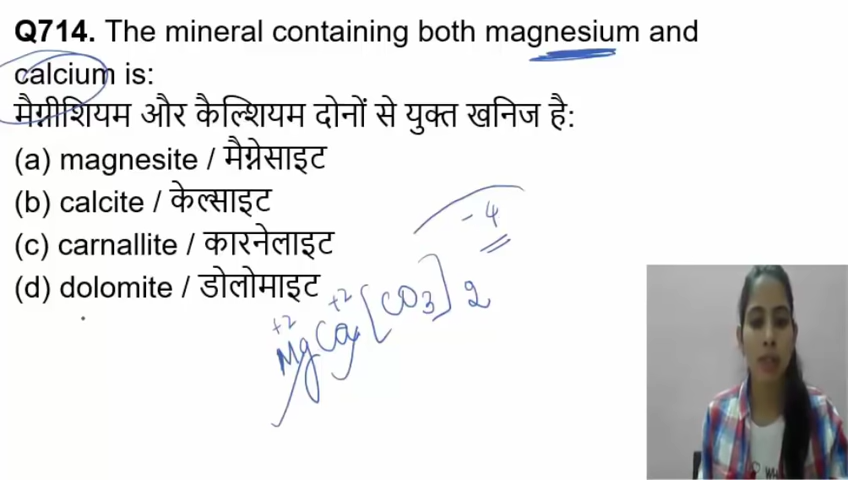 Q714. The mineral containing both magnesium and
calcium is:
मैग्नीशियम और कैल्शियम दोनों से युक्त खनिज है:
(a) magnesite / मैग्नेसाइट
(b) calcite / केल्साइट
(c) carnallite / कारनेलाइट
(d) dolomite / डोलोमाइट
- 4
+2 +2
MgCa[CO3]2